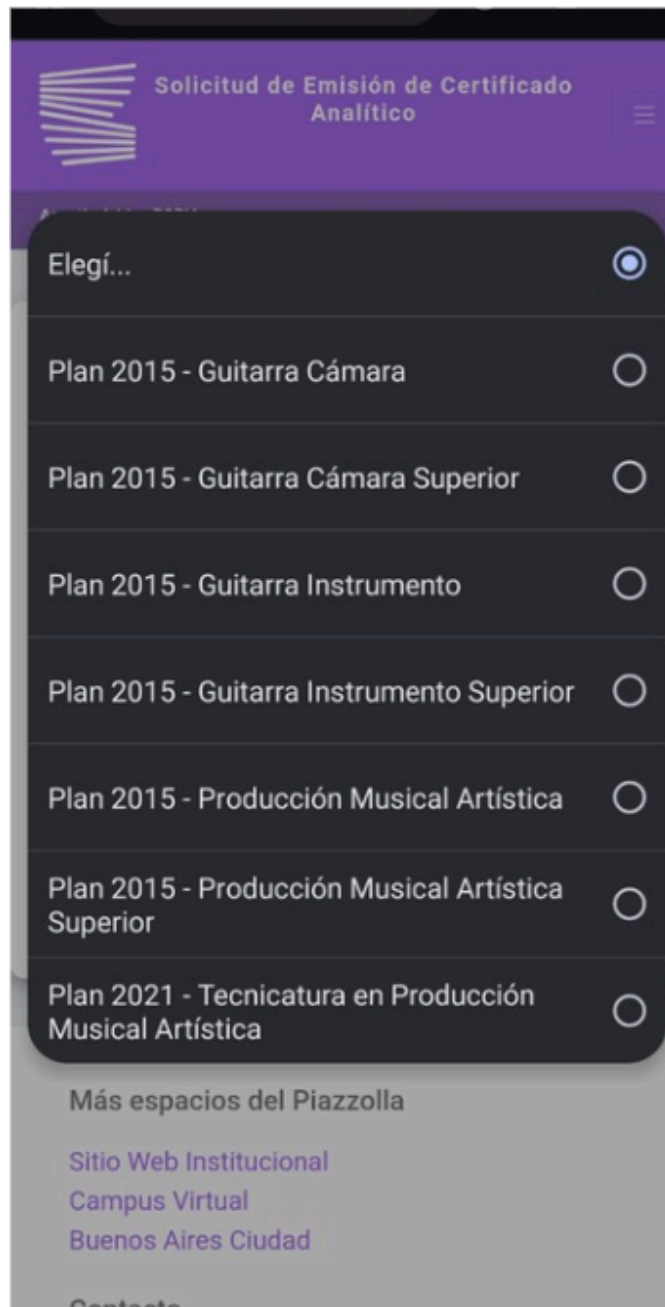 Solicitud de Emisión de Certificado
Analítico
Elegí...
Plan 2015 - Guitarra Cámara
Plan 2015 - Guitarra Cámara Superior
Plan 2015 - Guitarra Instrumento
Plan 2015 - Guitarra Instrumento Superior
Plan 2015 - Producción Musical Artística
Plan 2015 - Producción Musical Artística
Superior
Plan 2021 - Tecnicatura en Producción
Musical Artística
Más espacios del Piazzolla
Sitio Web Institucional
Campus Virtual
Buenos Aires Ciudad
Contacto